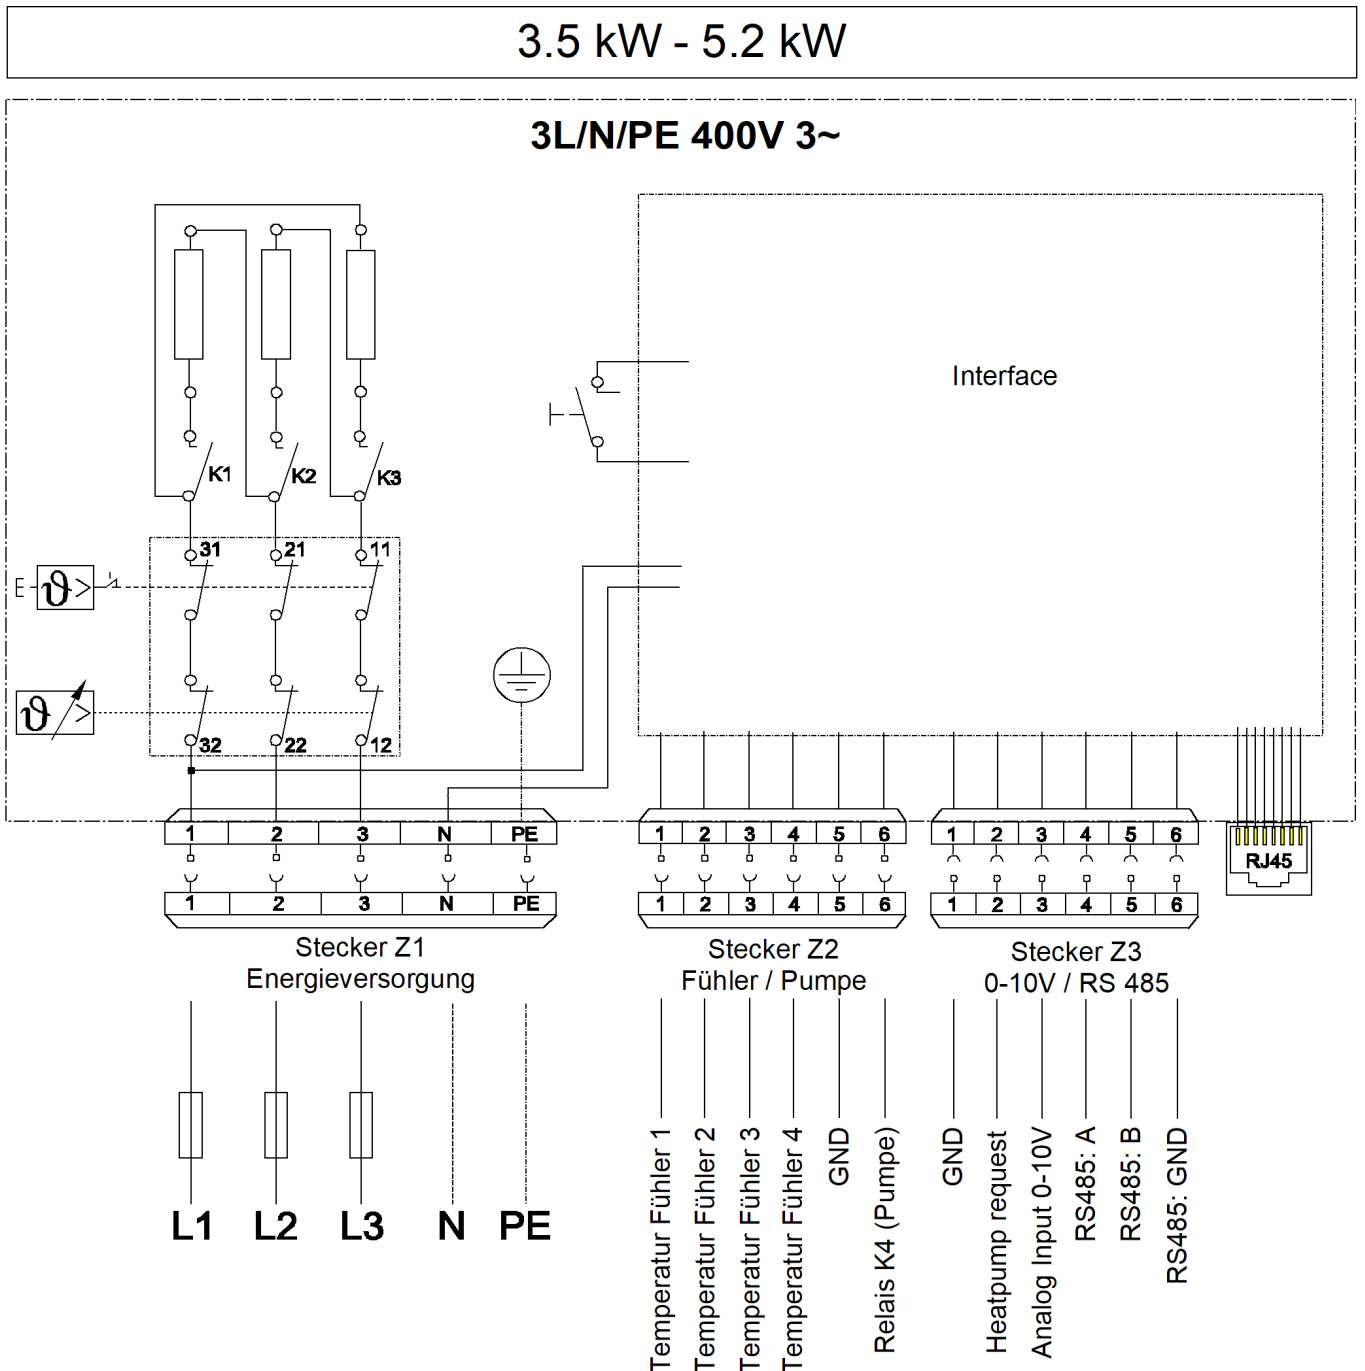 3.5 kW - 5.2 kW
3L/N/PE 400V 3~
Interface
K1
K2
K3
31
21
11
ϑ >
ϑ >
32
22
12
1 2 3 N PE
1 2 3 4 5 6
1 2 3 4 5 6
RJ45
1 2 3 N PE
1 2 3 4 5 6
1 2 3 4 5 6
Stecker Z1
Energieversorgung
Stecker Z2
Fühler / Pumpe
Stecker Z3
0-10V / RS 485
L1 L2 L3 N PE
Temperatur Fühler 1
Temperatur Fühler 2
Temperatur Fühler 3
Temperatur Fühler 4
GND
Relais K4 (Pumpe)
GND
Heatpump request
Analog Input 0-10V
RS485: A
RS485: B
RS485: GND